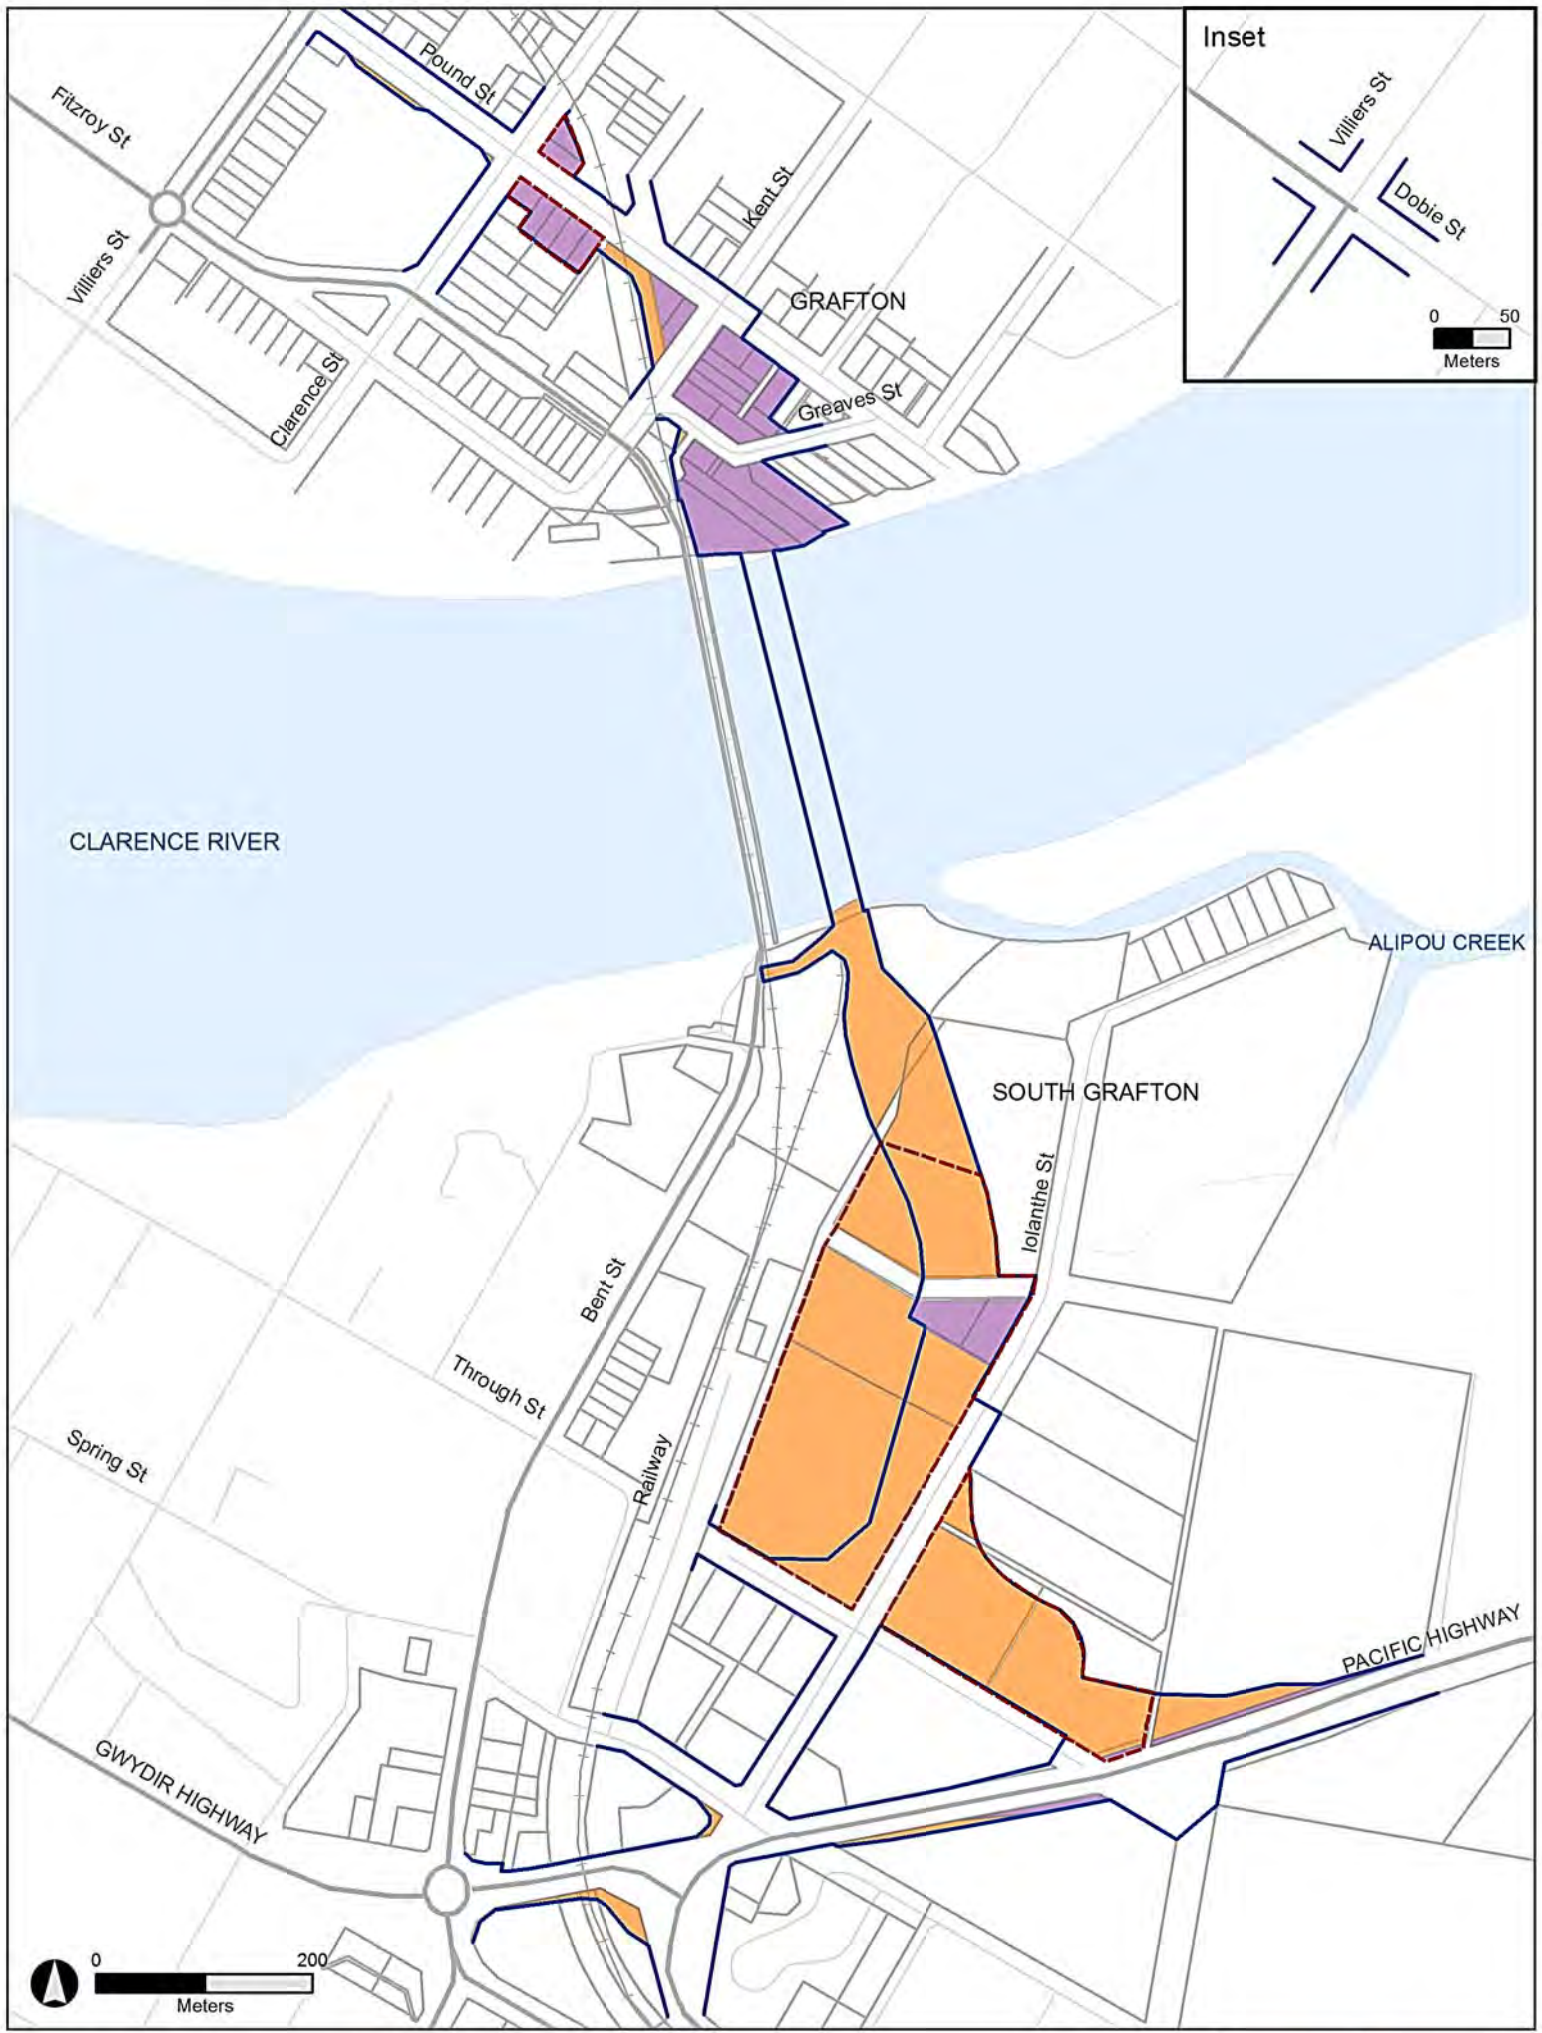 Inset
Villiers St
Dobie St
0 50
Meters
Pound St
Fitzroy St
Kent St
Villiers St
GRAFTON
Clarence St
Greaves St
CLARENCE RIVER
ALIPOU CREEK
SOUTH GRAFTON
Iolanthe St
Bent St
Through St
Spring St
Railway
PACIFIC HIGHWAY
GWYDIR HIGHWAY
0 200
Meters